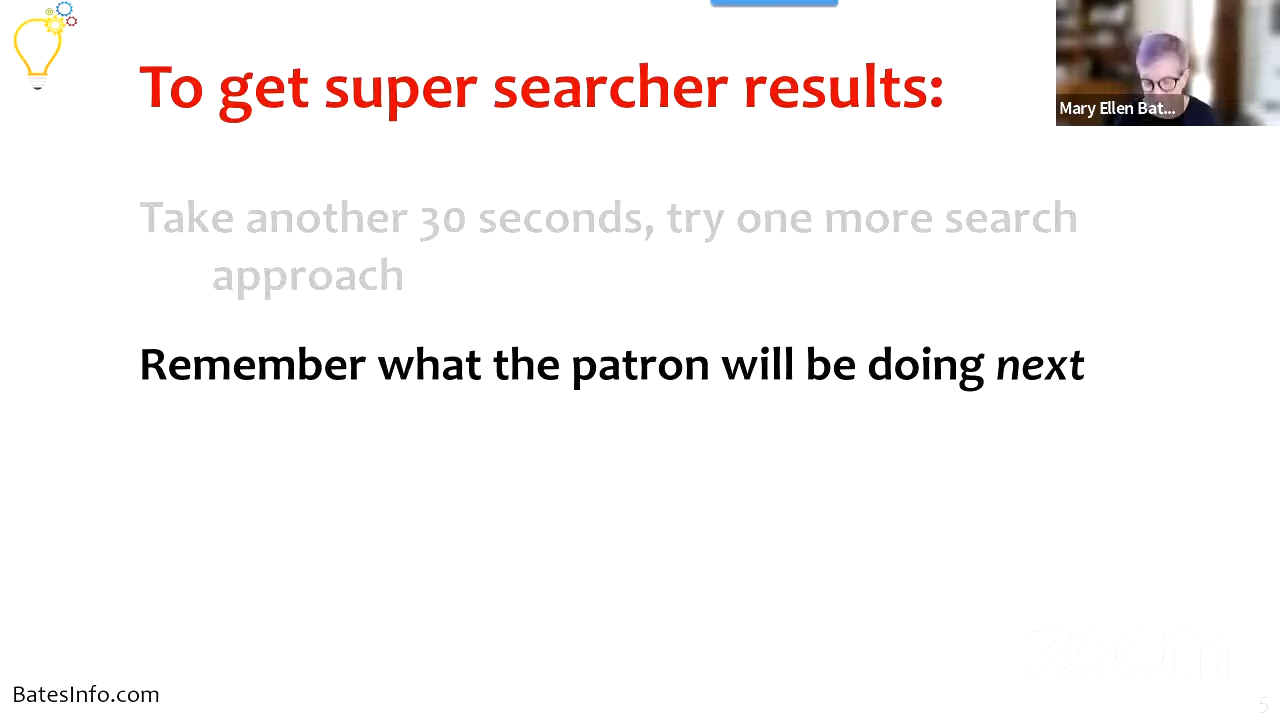 To get super searcher results:
Mary Ellen Bat...
Take another 30 seconds, try one more search
approach
Remember what the patron will be doing next
zoom
BatesInfo.com
5